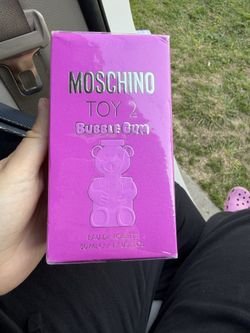 MOSCHINO
TOY 2
BUBBLE GUM
EAU DE TOILETTE